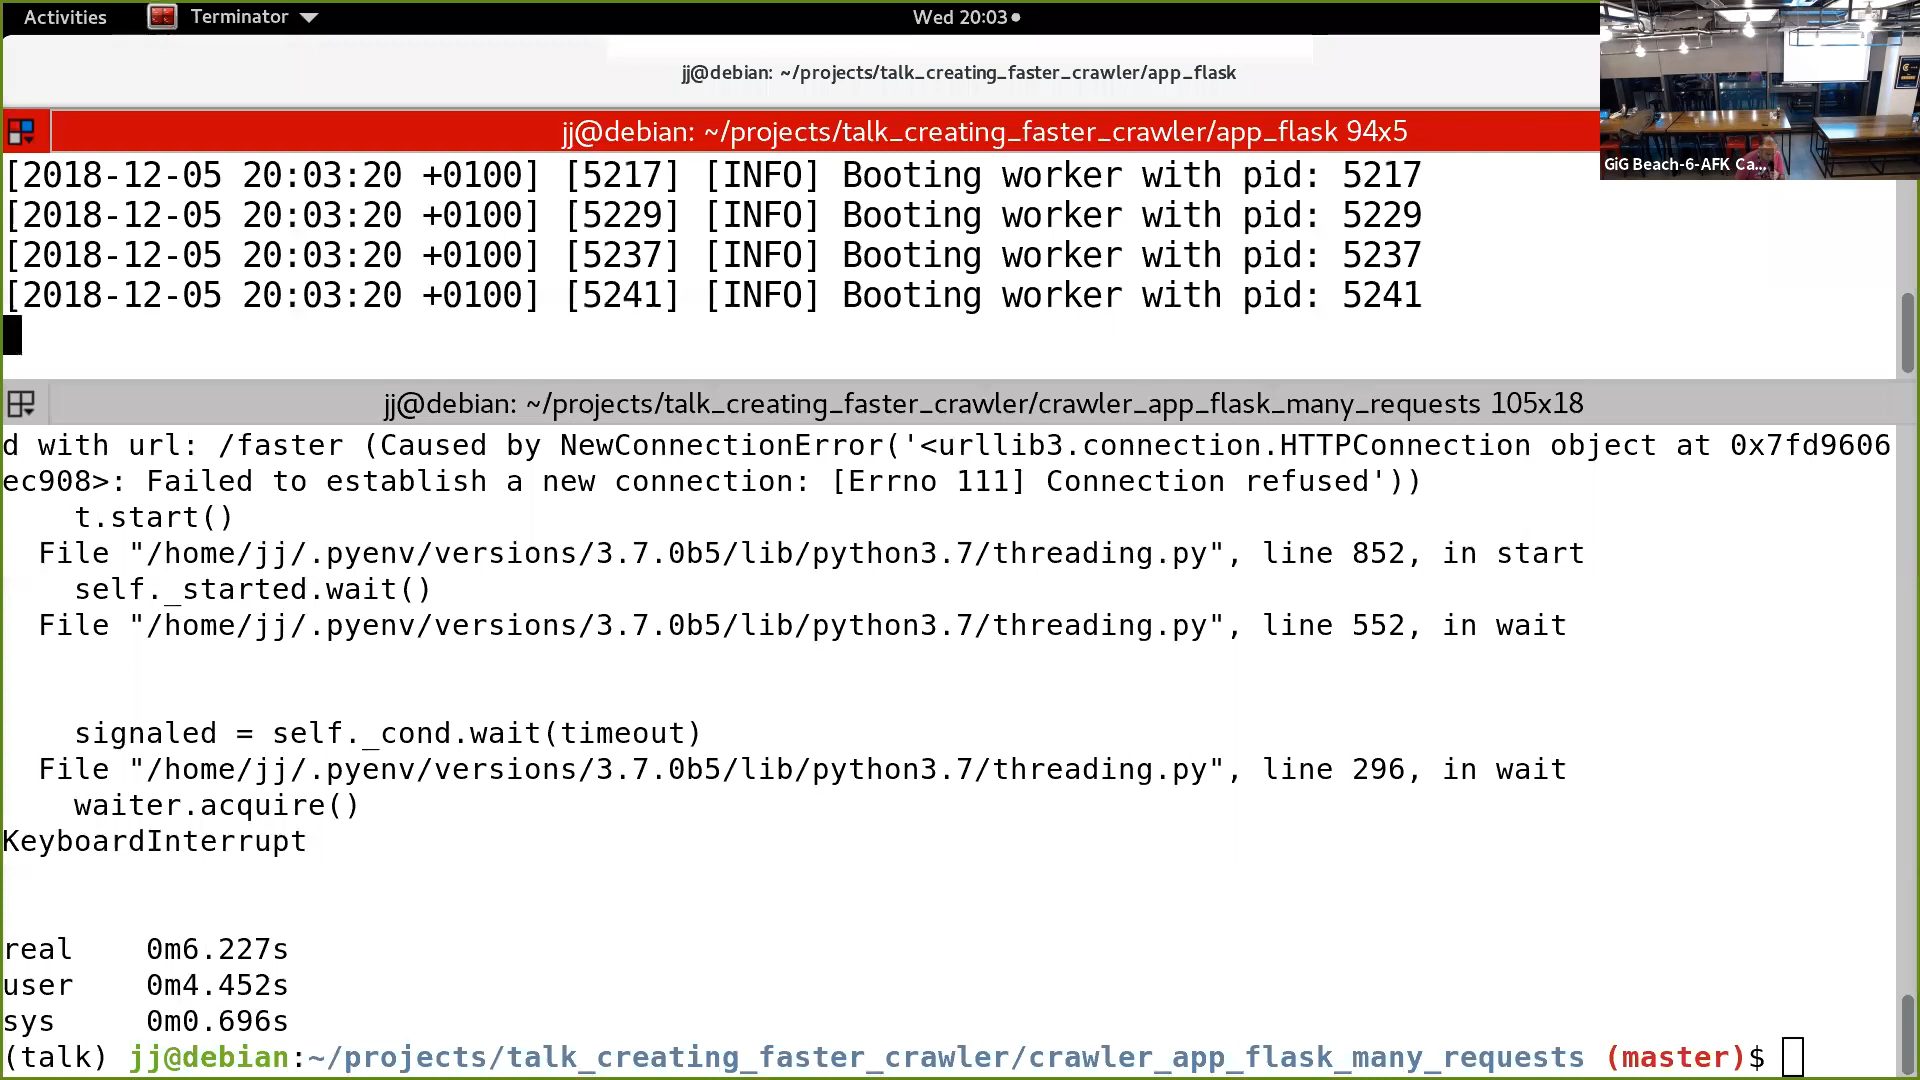 Activities Terminator Wed 20:03
jj@debian: ~/projects/talk_creating_faster_crawler/app_flask
jj@debian: ~/projects/talk_creating_faster_crawler/app_flask 94x5
[2018-12-05 20:03:20 +0100] [5217] [INFO] Booting worker with pid: 5217
[2018-12-05 20:03:20 +0100] [5229] [INFO] Booting worker with pid: 5229
[2018-12-05 20:03:20 +0100] [5237] [INFO] Booting worker with pid: 5237
[2018-12-05 20:03:20 +0100] [5241] [INFO] Booting worker with pid: 5241
GiG Beach-6-AFK Ca...
jj@debian: ~/projects/talk_creating_faster_crawler/crawler_app_flask_many_requests 105x18
d with url: /faster (Caused by NewConnectionError('<urllib3.connection.HTTPConnection object at 0x7fd9606
ec908>: Failed to establish a new connection: [Errno 111] Connection refused'))
    t.start()
  File "/home/jj/.pyenv/versions/3.7.0b5/lib/python3.7/threading.py", line 852, in start
    self._started.wait()
  File "/home/jj/.pyenv/versions/3.7.0b5/lib/python3.7/threading.py", line 552, in wait
    signaled = self._cond.wait(timeout)
  File "/home/jj/.pyenv/versions/3.7.0b5/lib/python3.7/threading.py", line 296, in wait
    waiter.acquire()
KeyboardInterrupt
real    0m6.227s
user    0m4.452s
sys     0m0.696s
(talk) jj@debian:~/projects/talk_creating_faster_crawler/crawler_app_flask_many_requests (master)$